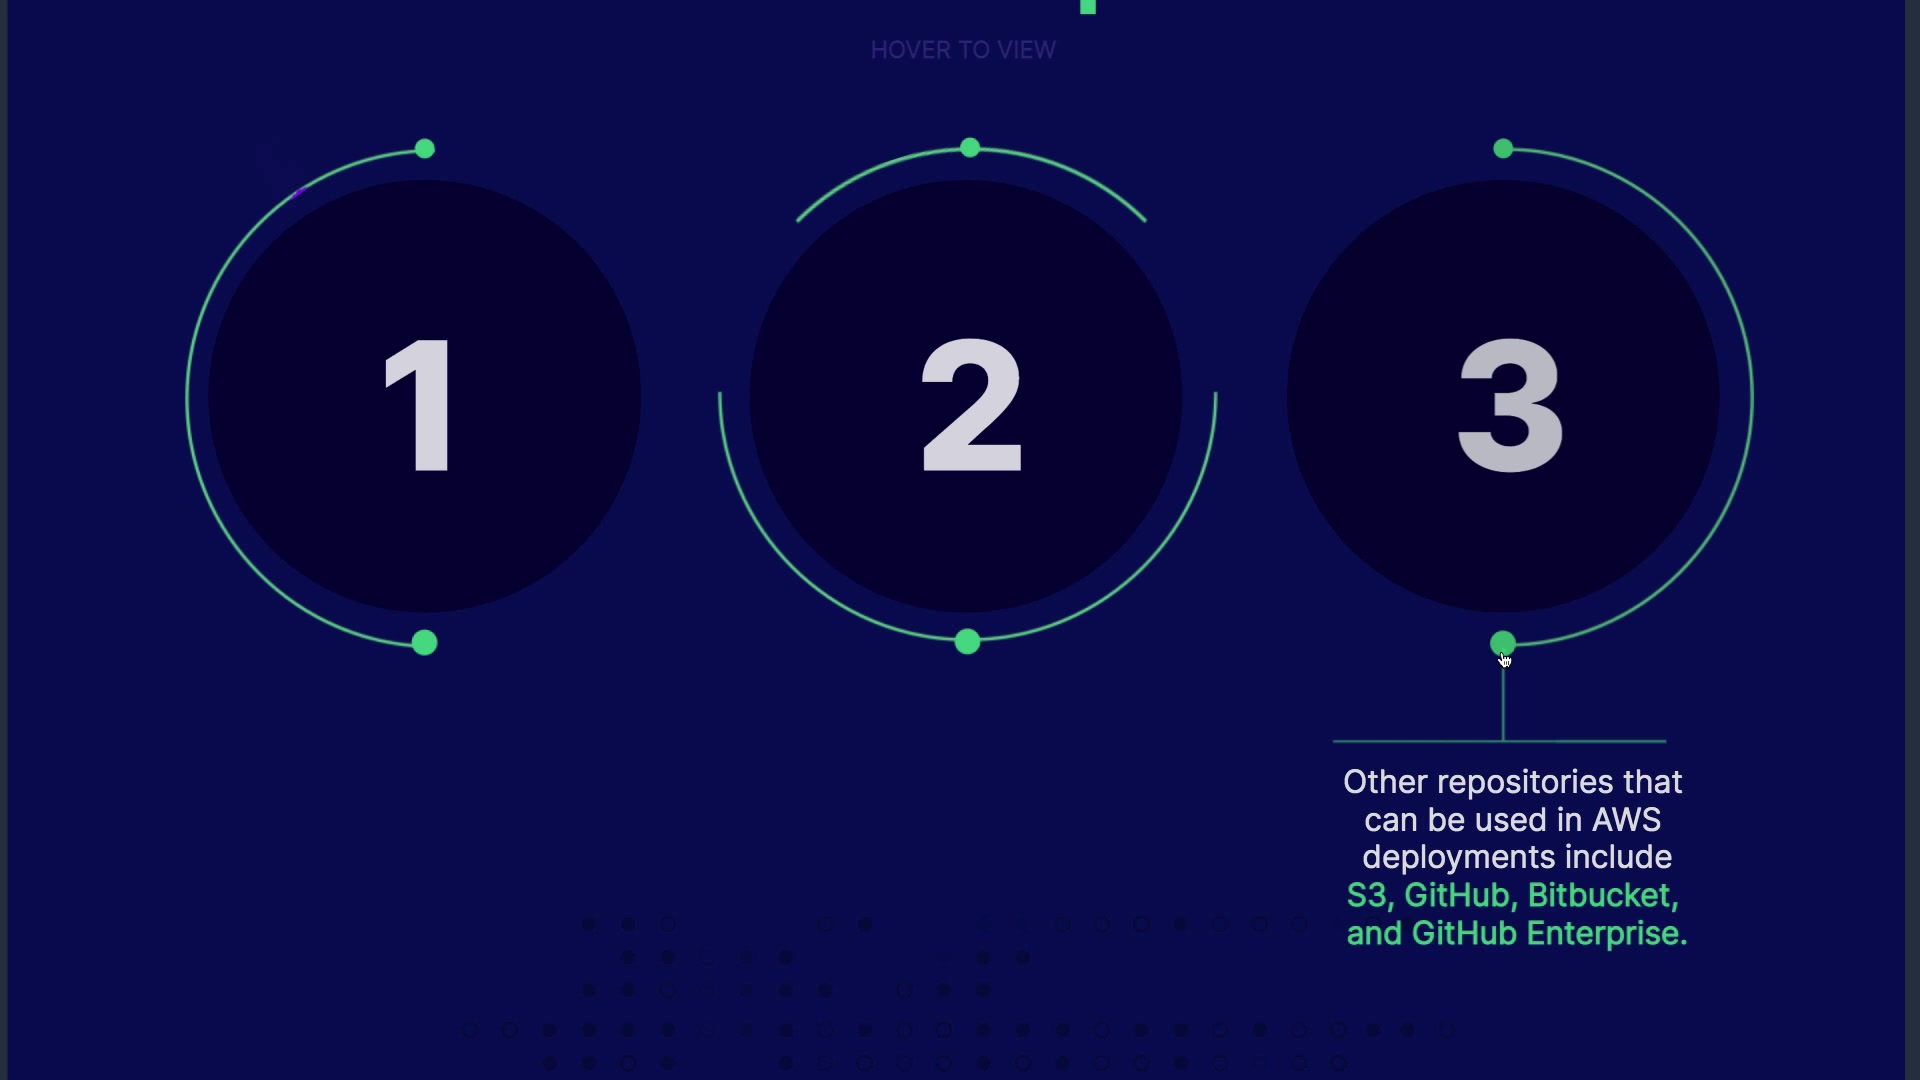 HOVER TO VIEW
1
2
3
Other repositories that
can be used in AWS
deployments include
S3, GitHub, Bitbucket,
and GitHub Enterprise.